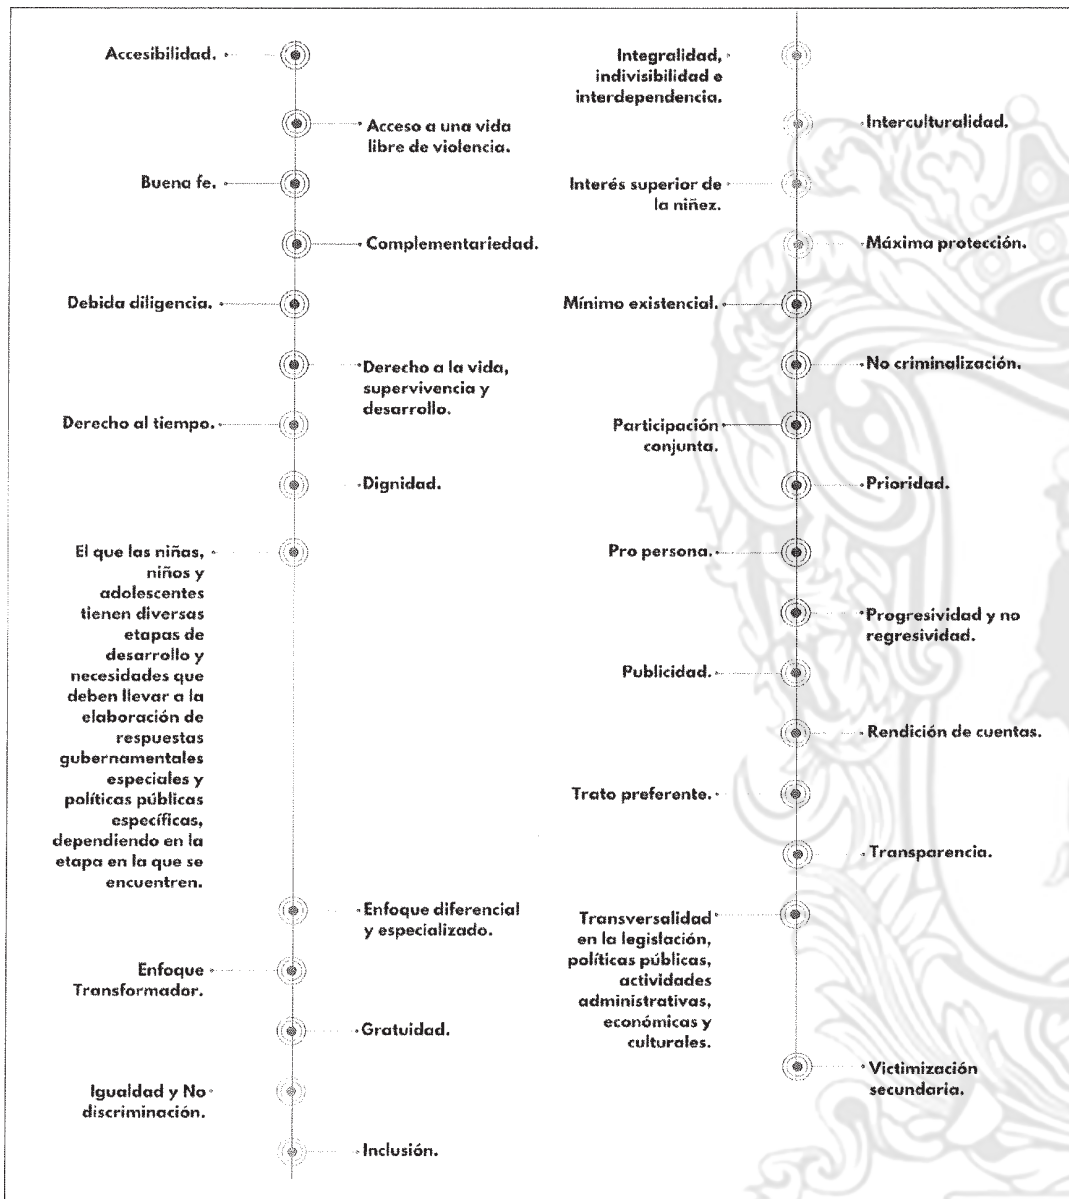 Accesibilidad.
Acceso a una vida
libre de violencia.
Buena fe.
Complementariedad.
Debida diligencia.
Derecho a la vida,
supervivencia y
desarrollo.
Derecho al tiempo.
Dignidad.
El que las niñas,
niños y
adolescentes
tienen diversas
etapas de
desarrollo y
necesidades que
deben llevar a la
elaboración de
respuestas
gubernamentales
especiales y
políticas públicas
específicas,
dependiendo en la
etapa en la que se
encuentren.
Enfoque diferencial
y especializado.
Enfoque
Transformador.
Gratuidad.
Igualdad y No
discriminación.
Inclusión.
Integralidad,
indivisibilidad e
interdependencia.
Interculturalidad.
Interés superior de
la niñez.
Máxima protección.
Mínimo existencial.
No criminalización.
Participación
conjunta.
Prioridad.
Pro persona.
Progresividad y no
regresividad.
Publicidad.
Rendición de cuentas.
Trato preferente.
Transparencia.
Transversalidad
en la legislación,
políticas públicas,
actividades
administrativas,
económicas y
culturales.
Victimización
secundaria.